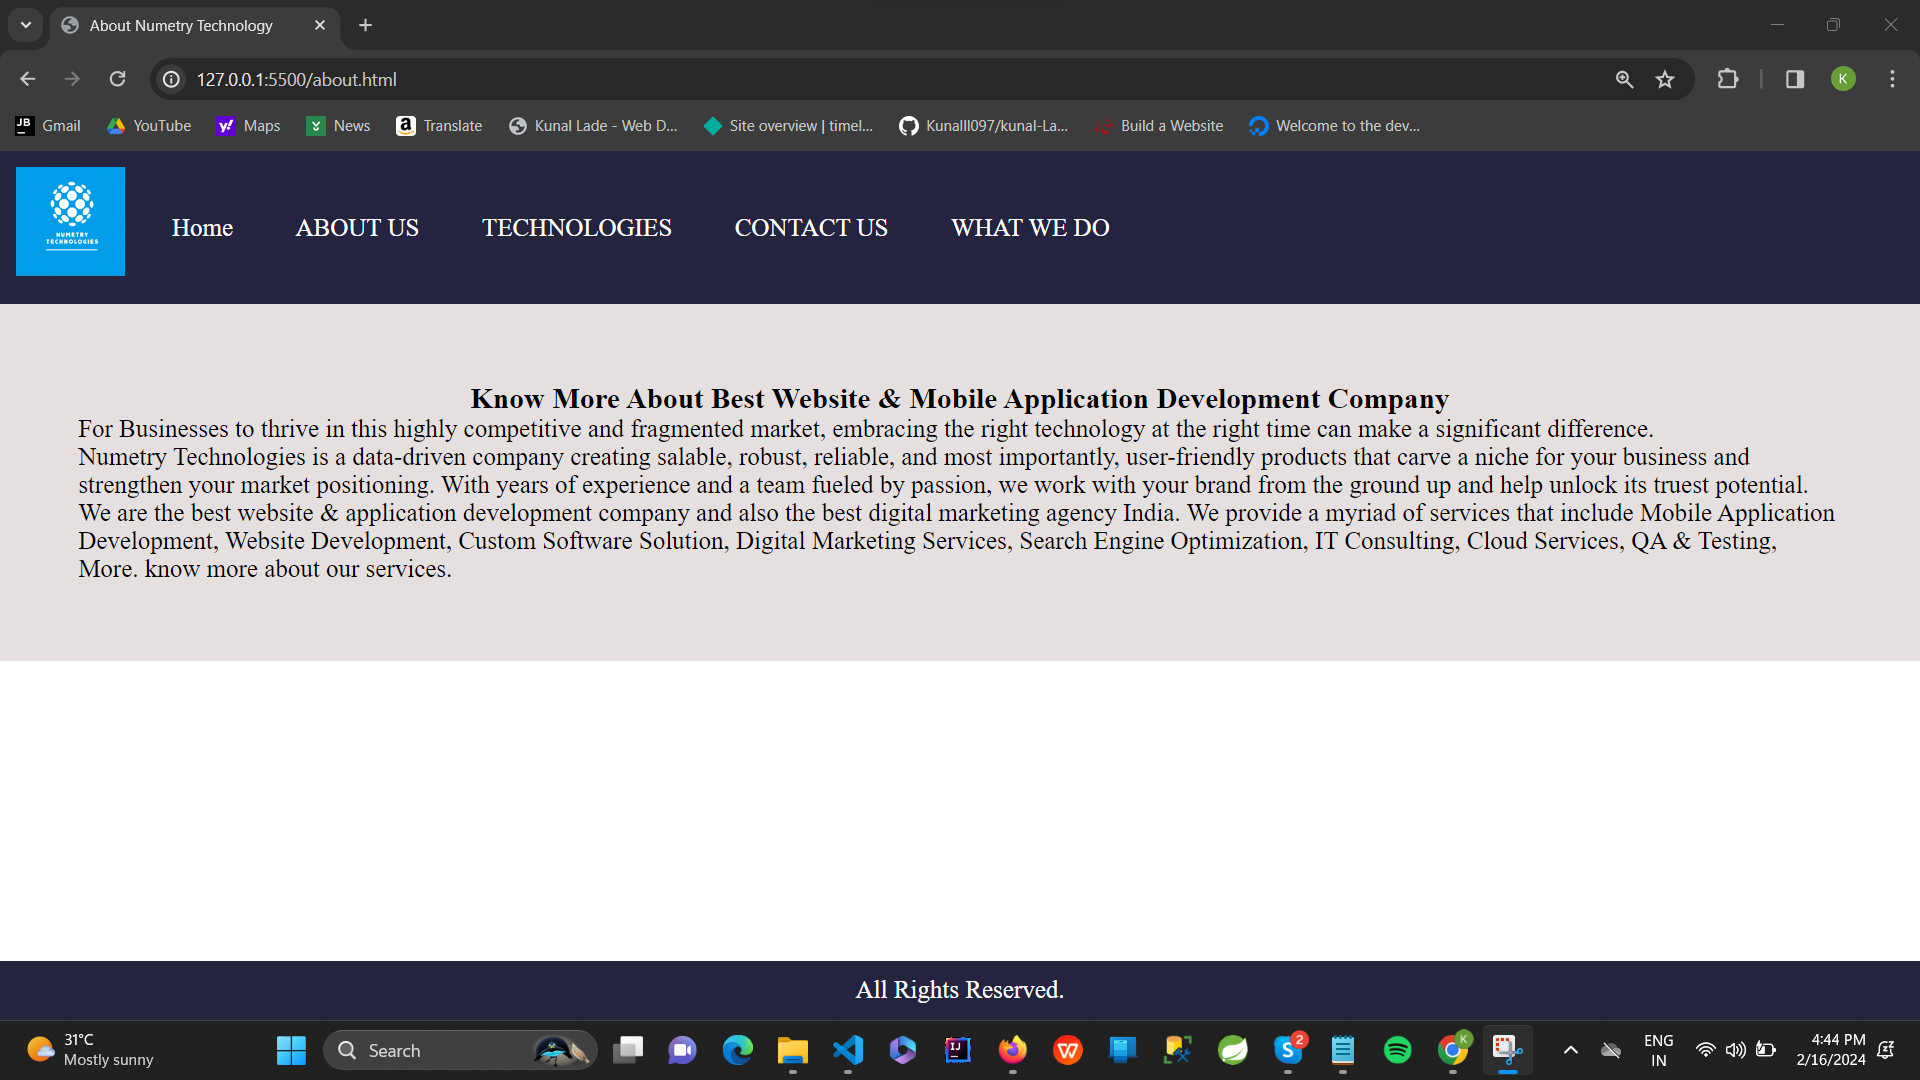 About Numetry Technology
127.0.0.1:5500/about.html
K
JB
Gmail
YouTube
y!
Maps
News
a
Translate
Kunal Lade - Web D...
Site overview | timel...
Kunalll097/kunal-La...
Build a Website
Welcome to the dev...
NUMETRY
TECHNOLOGIES
Home
ABOUT US
TECHNOLOGIES
CONTACT US
WHAT WE DO
Know More About Best Website & Mobile Application Development Company
For Businesses to thrive in this highly competitive and fragmented market, embracing the right technology at the right time can make a significant difference.
Numetry Technologies is a data-driven company creating salable, robust, reliable, and most importantly, user-friendly products that carve a niche for your business and
strengthen your market positioning. With years of experience and a team fueled by passion, we work with your brand from the ground up and help unlock its truest potential.
We are the best website & application development company and also the best digital marketing agency India. We provide a myriad of services that include Mobile Application
Development, Website Development, Custom Software Solution, Digital Marketing Services, Search Engine Optimization, IT Consulting, Cloud Services, QA & Testing,
More. know more about our services.
All Rights Reserved.
31°C
Mostly sunny
Search
IJ
W
S
2
K
ENG
IN
4:44 PM
2/16/2024